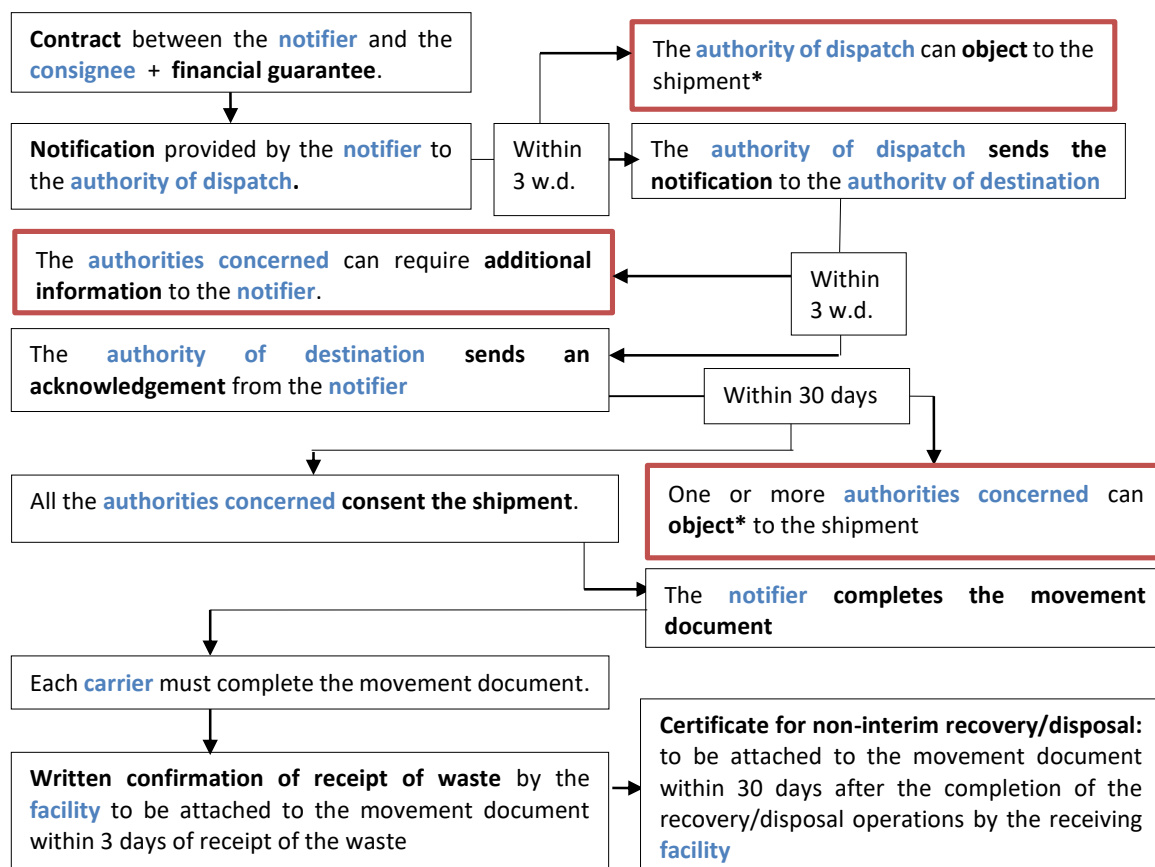 Contract between the notifier and the
consignee + financial guarantee.
The authority of dispatch can object to the
shipment*
Notification provided by the notifier to
the authority of dispatch.
Within
3 w.d.
The authority of dispatch sends the
notification to the authority of destination
The authorities concerned can require additional
information to the notifier.
Within
3 w.d.
The authority of destination sends an
acknowledgement from the notifier
Within 30 days
All the authorities concerned consent the shipment.
One or more authorities concerned can
object* to the shipment
The notifier completes the movement
document
Each carrier must complete the movement document.
Written confirmation of receipt of waste by the
facility to be attached to the movement document
within 3 days of receipt of the waste
Certificate for non-interim recovery/disposal:
to be attached to the movement document
within 30 days after the completion of the
recovery/disposal operations by the receiving
facility